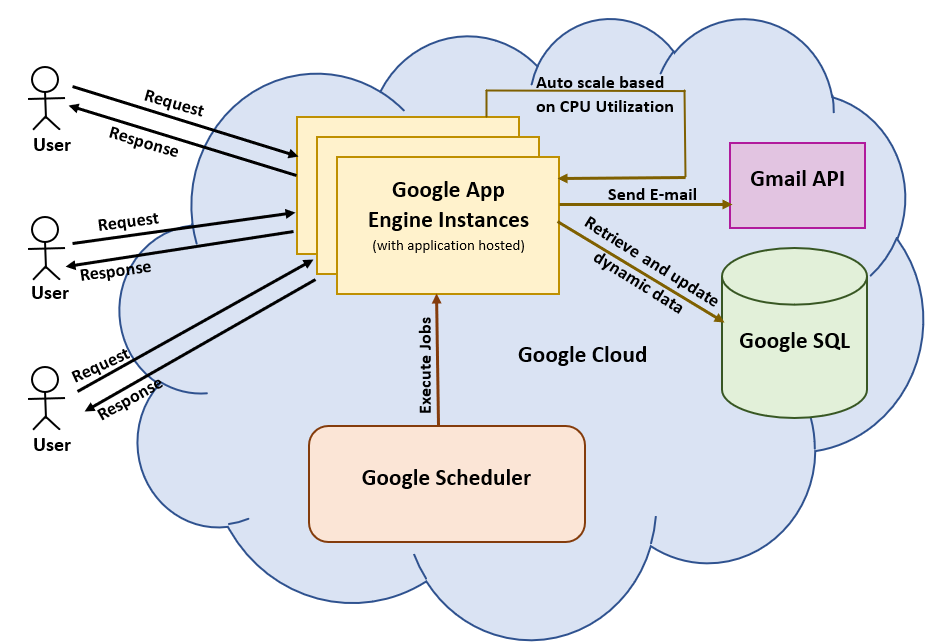 User
Request
Response
User
Request
Response
User
Request
Response
Google App
Engine Instances
(with application hosted)
Auto scale based
on CPU Utilization
Send E-mail
Gmail API
Retrieve and update
dynamic data
Google SQL
Google Cloud
Execute Jobs
Google Scheduler